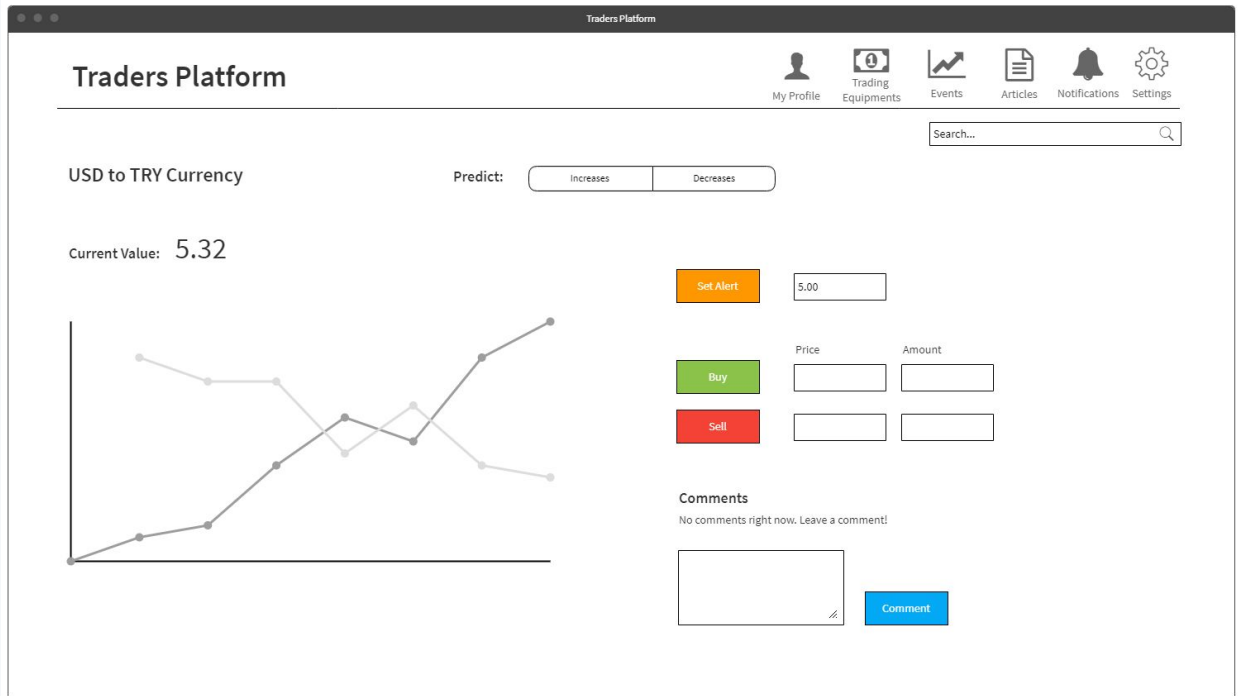 Traders Platform
Traders Platform
My Profile
Trading
Equipments
Events
Articles
Notifications
Settings
Search...
USD to TRY Currency
Predict:
Increases
Decreases
Current Value: 5.32
Set Alert
5.00
Price
Amount
Buy
Sell
Comments
No comments right now. Leave a comment!
Comment